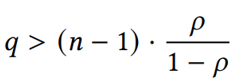 q > (n − 1) · ρ / (1 − ρ)